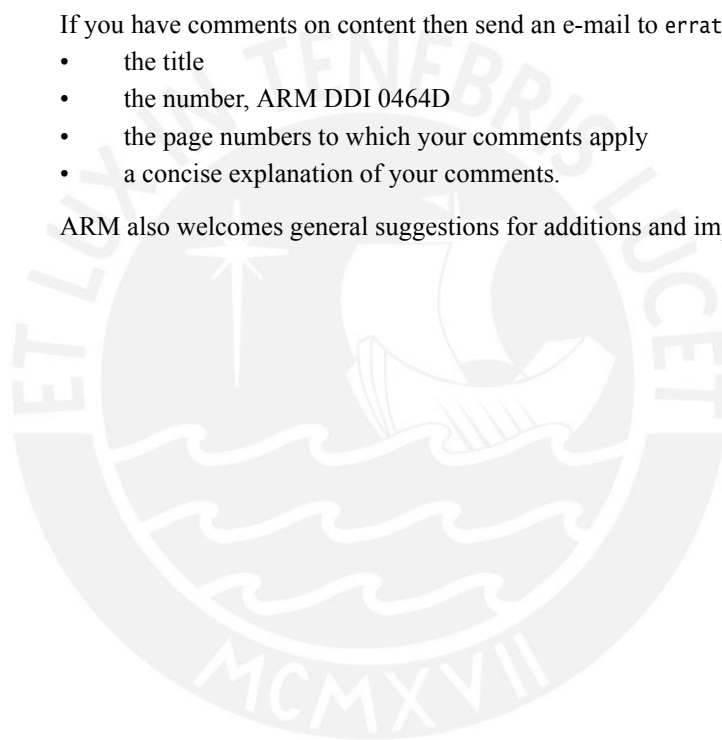 If you have comments on content then send an e-mail to errat
• the title
• the number, ARM DDI 0464D
• the page numbers to which your comments apply
• a concise explanation of your comments.
ARM also welcomes general suggestions for additions and im
ET LUX IN TENEBRIS LUCET
MCMXVII